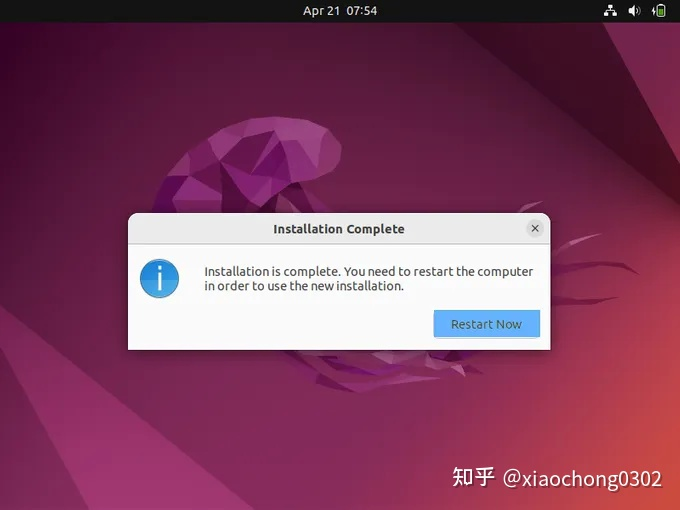 Apr 21 07:54
Installation Complete
Installation is complete. You need to restart the computer
in order to use the new installation.
Restart Now
知乎 @xiaochong0302